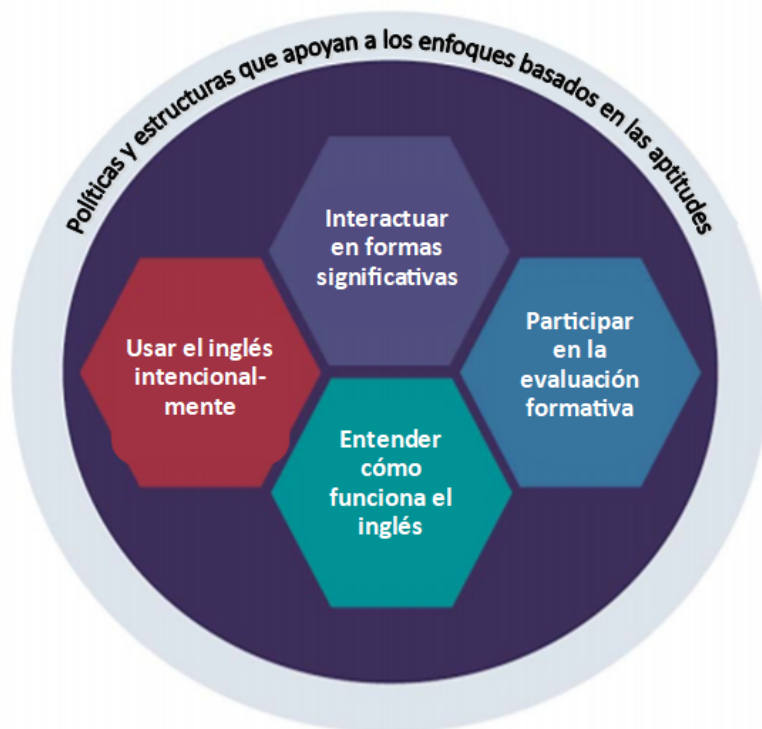 Políticas y estructuras que apoyan a los enfoques basados en las aptitudes
Interactuar
en formas
significativas
Usar el inglés
intencional-
mente
Participar
en la
evaluación
formativa
Entender
cómo
funciona el
inglés